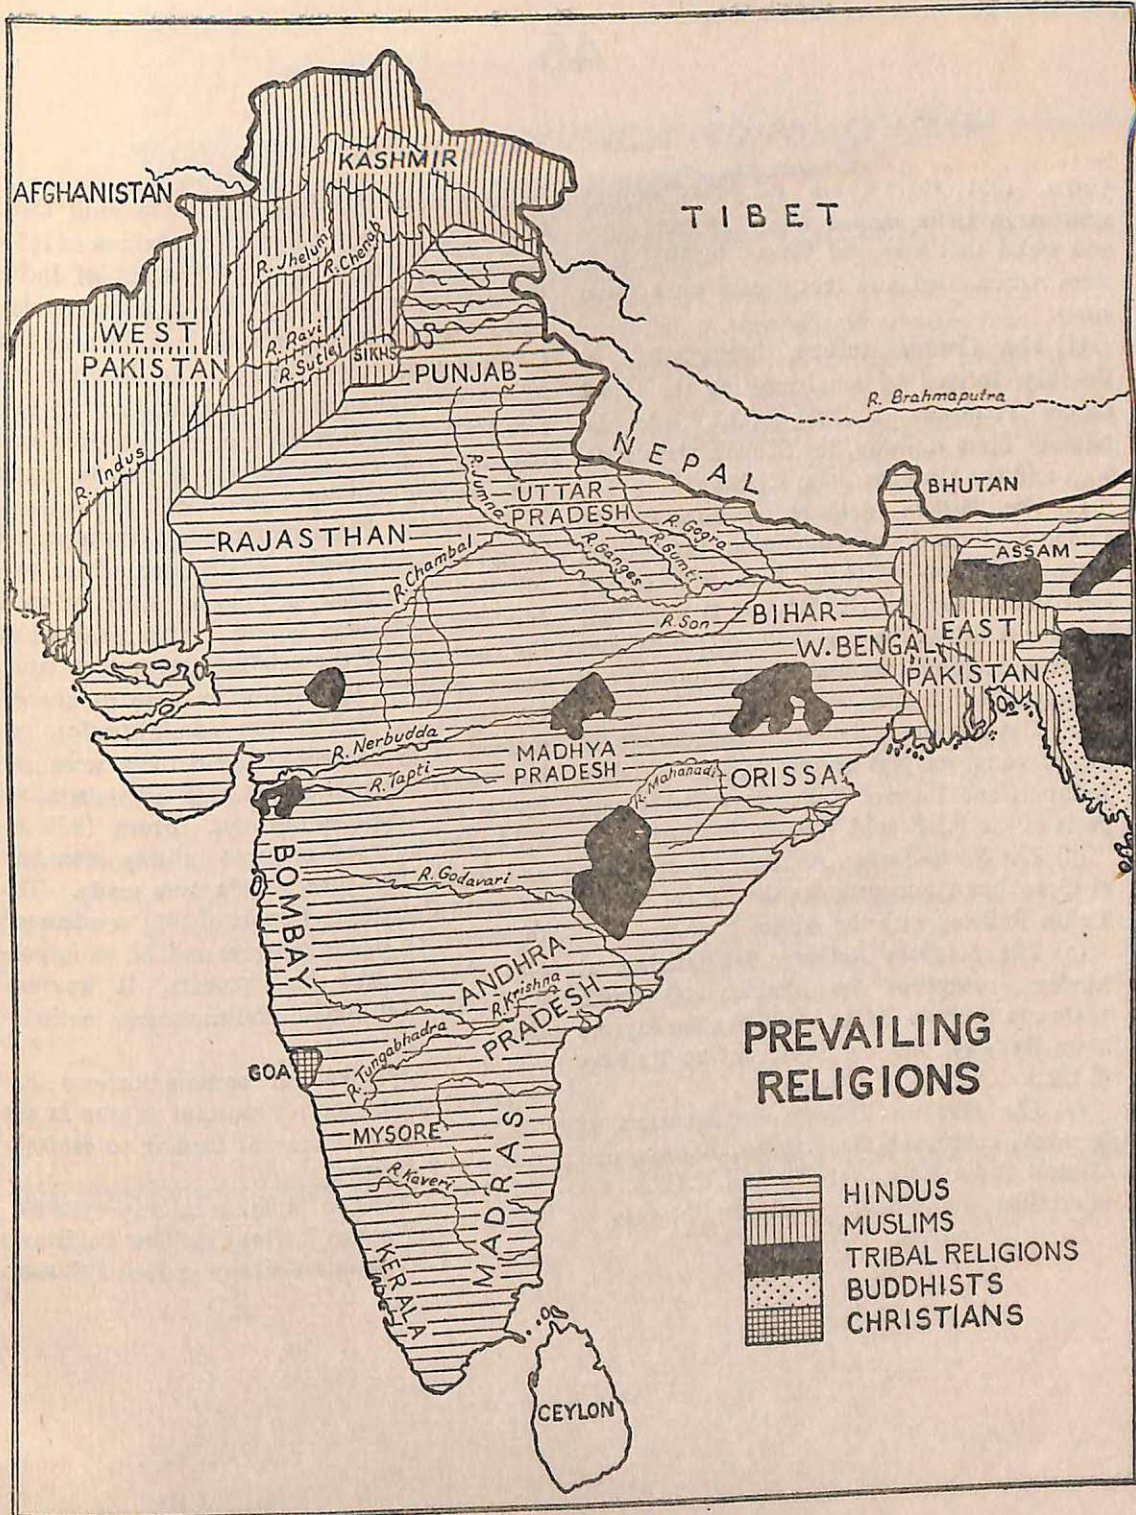 KASHMIR
AFGHANISTAN
TIBET
R. Jhelum
R. Chenab
WEST
PAKISTAN
R. Ravi
R. Sutlej
SIKHS
PUNJAB
R. Brahmaputra
R. Indus
NEPAL
R. Jumna
UTTAR
PRADESH
BHUTAN
RAJASTHAN
R. Chambal
R. Ganges
R. Gumti
R. Gogra
ASSAM
R. Son
BIHAR
W. BENGAL
EAST
PAKISTAN
R. Nerbudda
R. Tapti
MADHYA
PRADESH
R. Mahanadi
ORISSA
BOMBAY
R. Godavari
ANDHRA
PRADESH
R. Krishna
R. Tungabhadra
GOA
MYSORE
R. Kaveri
MADRAS
KERALA
CEYLON
PREVAILING
RELIGIONS
HINDUS
MUSLIMS
TRIBAL RELIGIONS
BUDDHISTS
CHRISTIANS